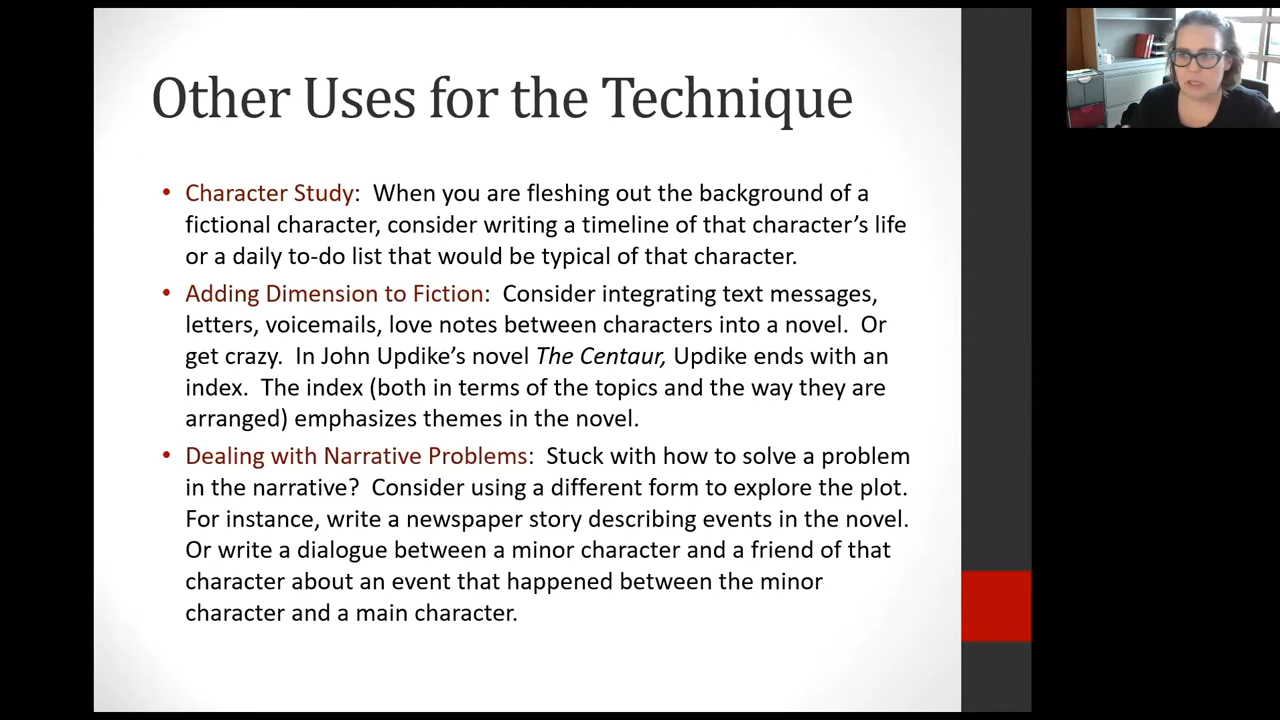 Other Uses for the Technique
• Character Study:  When you are fleshing out the background of a
fictional character, consider writing a timeline of that character’s life
or a daily to-do list that would be typical of that character.
• Adding Dimension to Fiction:  Consider integrating text messages,
letters, voicemails, love notes between characters into a novel.  Or
get crazy.  In John Updike’s novel The Centaur, Updike ends with an
index.  The index (both in terms of the topics and the way they are
arranged) emphasizes themes in the novel.
• Dealing with Narrative Problems:  Stuck with how to solve a problem
in the narrative?  Consider using a different form to explore the plot.
For instance, write a newspaper story describing events in the novel.
Or write a dialogue between a minor character and a friend of that
character about an event that happened between the minor
character and a main character.